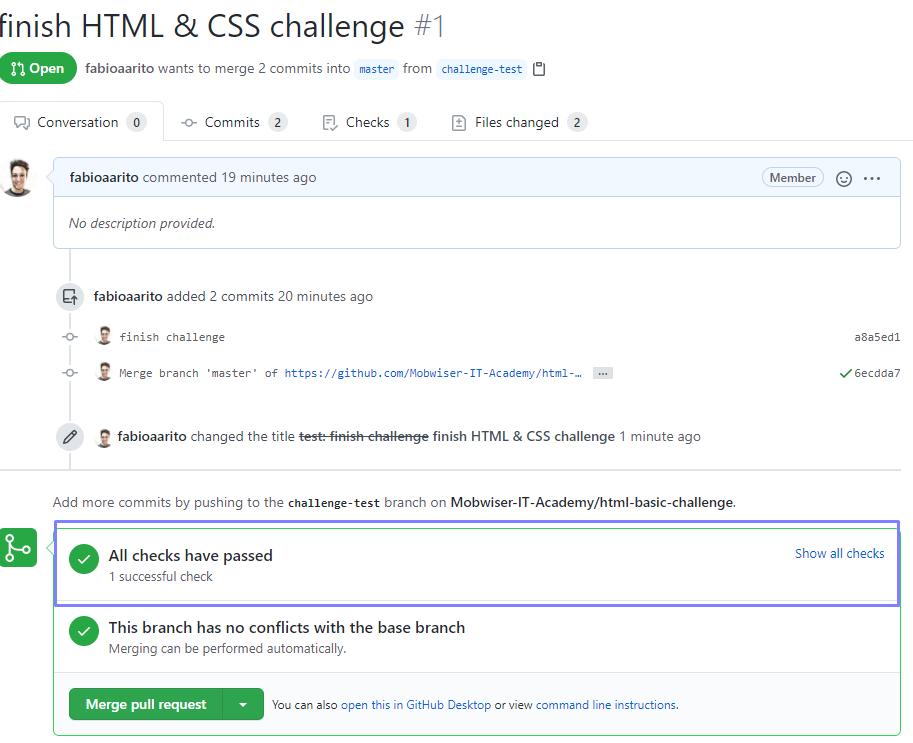 finish HTML & CSS challenge #1
Open fabioaarito wants to merge 2 commits into master from challenge-test
Conversation 0 Commits 2 Checks 1 Files changed 2
fabioaarito commented 19 minutes ago Member
No description provided.
fabioaarito added 2 commits 20 minutes ago
finish challenge a8a5ed1
Merge branch 'master' of https://github.com/Mobwiser-IT-Academy/html-… … 6ecdda7
fabioaarito changed the title test: finish challenge finish HTML & CSS challenge 1 minute ago
Add more commits by pushing to the challenge-test branch on Mobwiser-IT-Academy/html-basic-challenge.
All checks have passed Show all checks
1 successful check
This branch has no conflicts with the base branch
Merging can be performed automatically.
Merge pull request You can also open this in GitHub Desktop or view command line instructions.